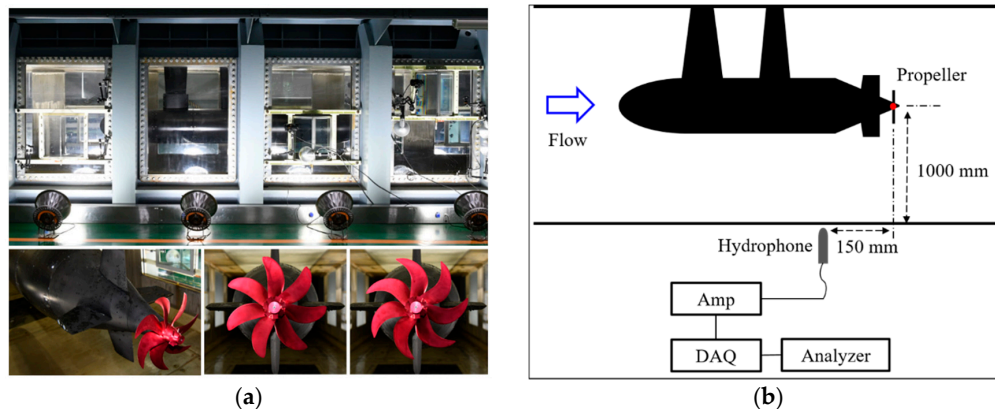 Propeller
Flow
1000 mm
Hydrophone
150 mm
Amp
DAQ
Analyzer
(a)
(b)